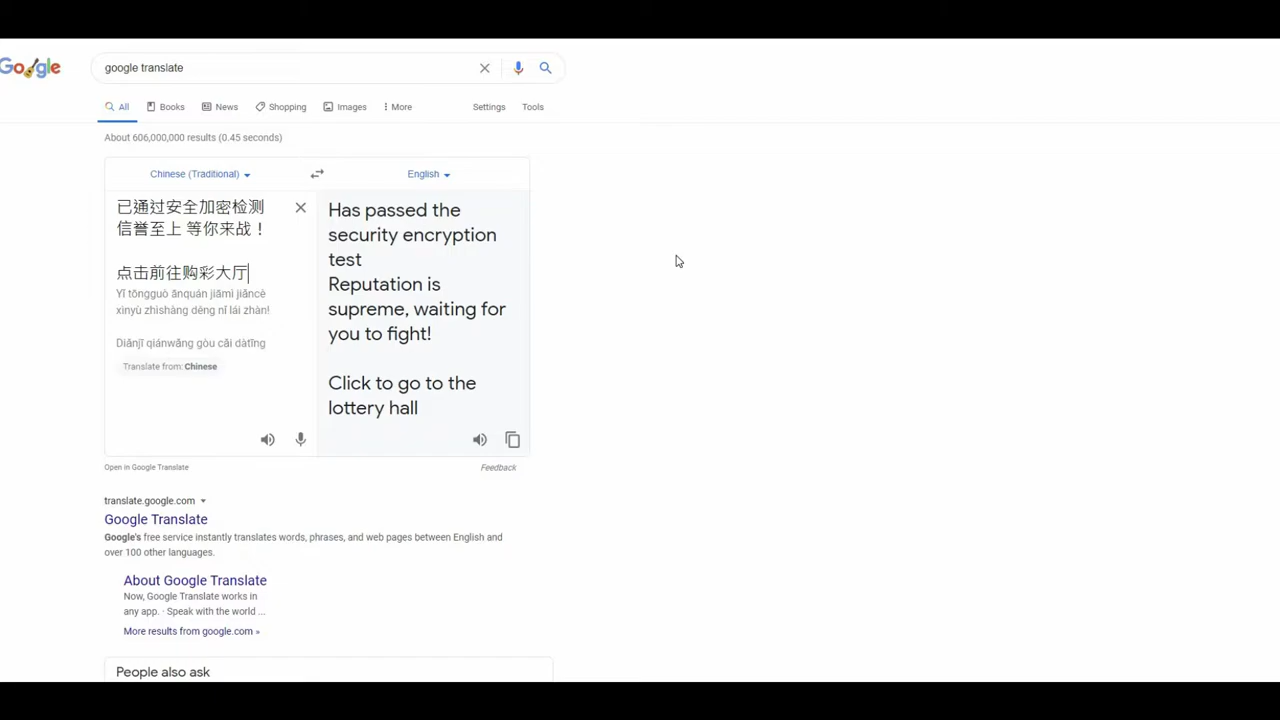 Google
google translate
All
Books
News
Shopping
Images
More
Settings
Tools
About 606,000,000 results (0.45 seconds)
Chinese (Traditional)
English
已通过安全加密检测
信誉至上 等你来战！
点击前往购彩大厅
Yǐ tōngguò ānquán jiāmì jiǎncè
xìnyù zhìshàng děng nǐ lái zhàn!
Diǎnjī qiánwǎng gòu cǎi dàtīng
Translate from: Chinese
Has passed the
security encryption
test
Reputation is
supreme, waiting for
you to fight!
Click to go to the
lottery hall
Open in Google Translate
Feedback
translate.google.com
Google Translate
Google's free service instantly translates words, phrases, and web pages between English and
over 100 other languages.
About Google Translate
Now, Google Translate works in
any app. · Speak with the world ...
More results from google.com »
People also ask